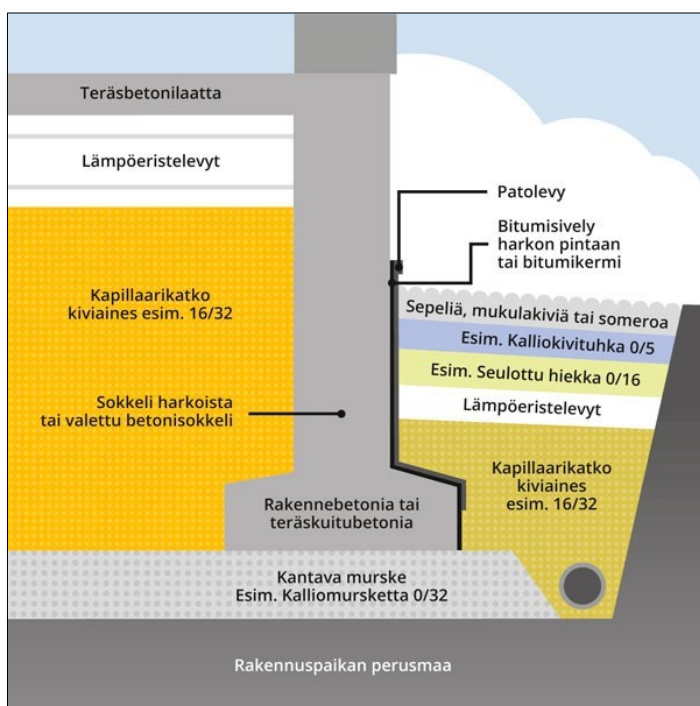 Teräsbetonilaatta
Lämpöeristelevyt
Patolevy
Bitumisively
harkon pintaan
tai bitumikermi
Kapillaarikatko
kiviaines esim. 16/32
Sepeliä, mukulakiviä tai someroa
Esim. Kalliokivituhka 0/5
Esim. Seulottu hiekka 0/16
Lämpöeristelevyt
Sokkeli harkoista
tai valettu betonisokkeli
Kapillaarikatko
kiviaines
esim. 16/32
Rakennebetonia tai
teräskuitubetonia
Kantava murske
Esim. Kalliomursketta 0/32
Rakennuspaikan perusmaa